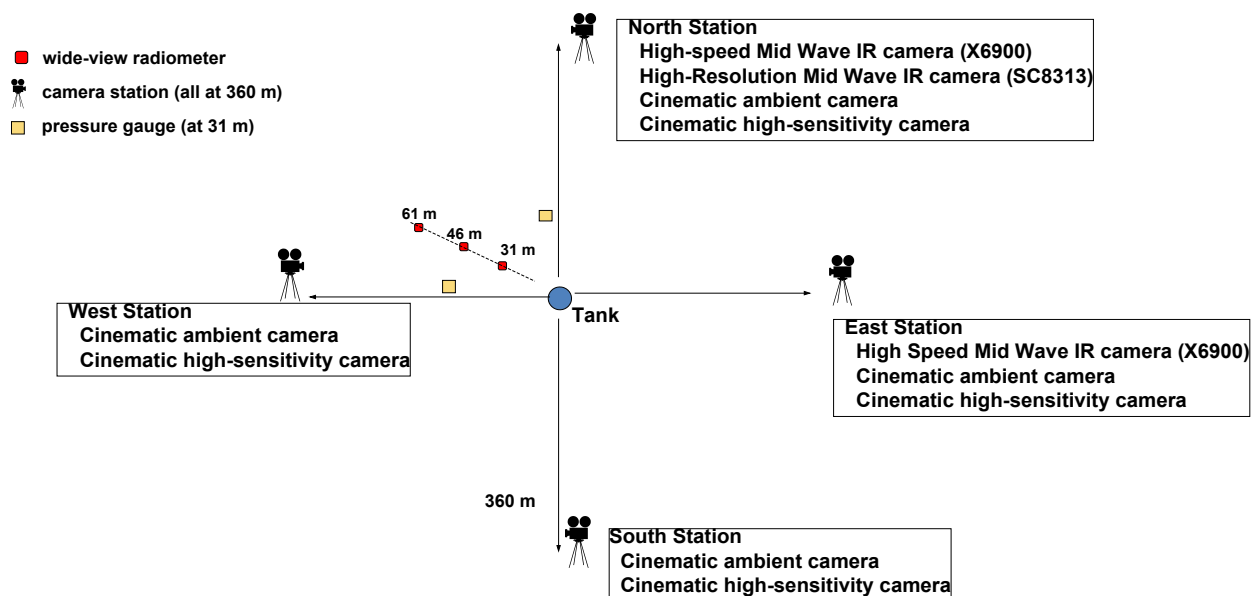 wide-view radiometer
camera station (all at 360 m)
pressure gauge (at 31 m)
North Station
High-speed Mid Wave IR camera (X6900)
High-Resolution Mid Wave IR camera (SC8313)
Cinematic ambient camera
Cinematic high-sensitivity camera
61 m
46 m
31 m
Tank
West Station
Cinematic ambient camera
Cinematic high-sensitivity camera
East Station
High Speed Mid Wave IR camera (X6900)
Cinematic ambient camera
Cinematic high-sensitivity camera
360 m
South Station
Cinematic ambient camera
Cinematic high-sensitivity camera